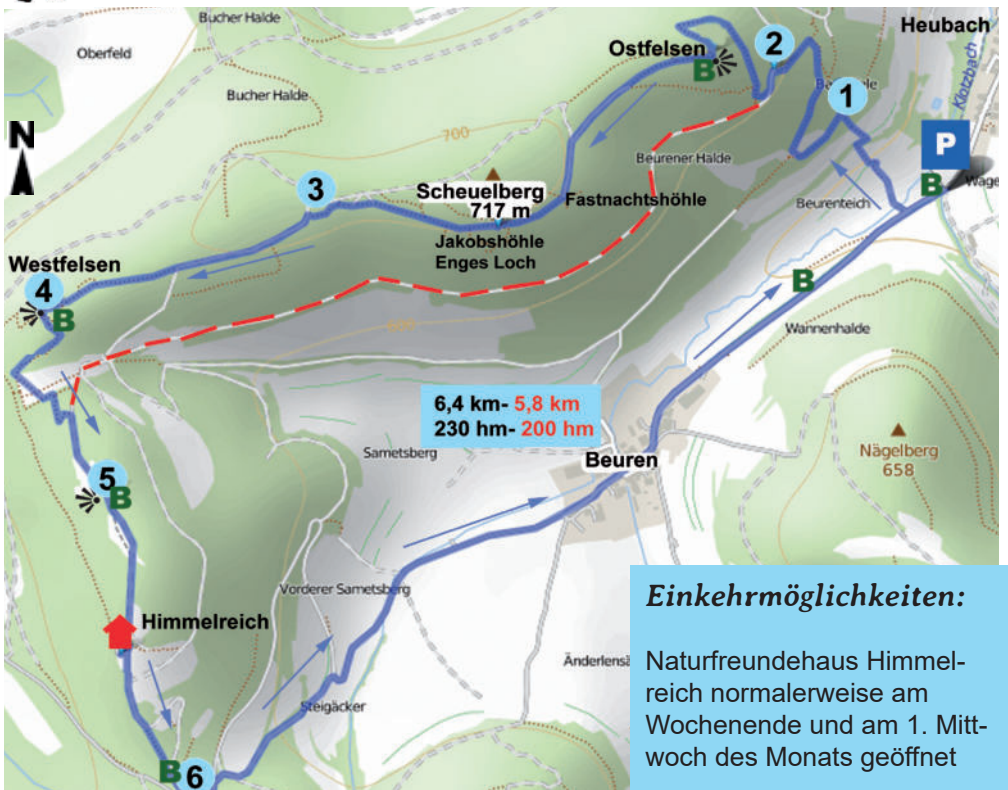 Bucher Halde
Heubach
Oberfeld
Ostfelsen
2
B
1
Klotzbach
Bucher Halde
N
700
P
Beurener Halde
B
3
Scheuelberg
717 m
Fastnachtshöhle
Beurenteich
Jakobshöhle
Enges Loch
Westfelsen
4
B
B
Wannenhalde
6,4 km- 5,8 km
230 hm- 200 hm
Sametsberg
Beuren
Nägelberg
658
5
B
Vorderer Sametsberg
Himmelreich
Änderlens
Steigäcker
B
6
Einkehrmöglichkeiten:
Naturfreundehaus Himmel-
reich normalerweise am
Wochenende und am 1. Mitt-
woch des Monats geöffnet